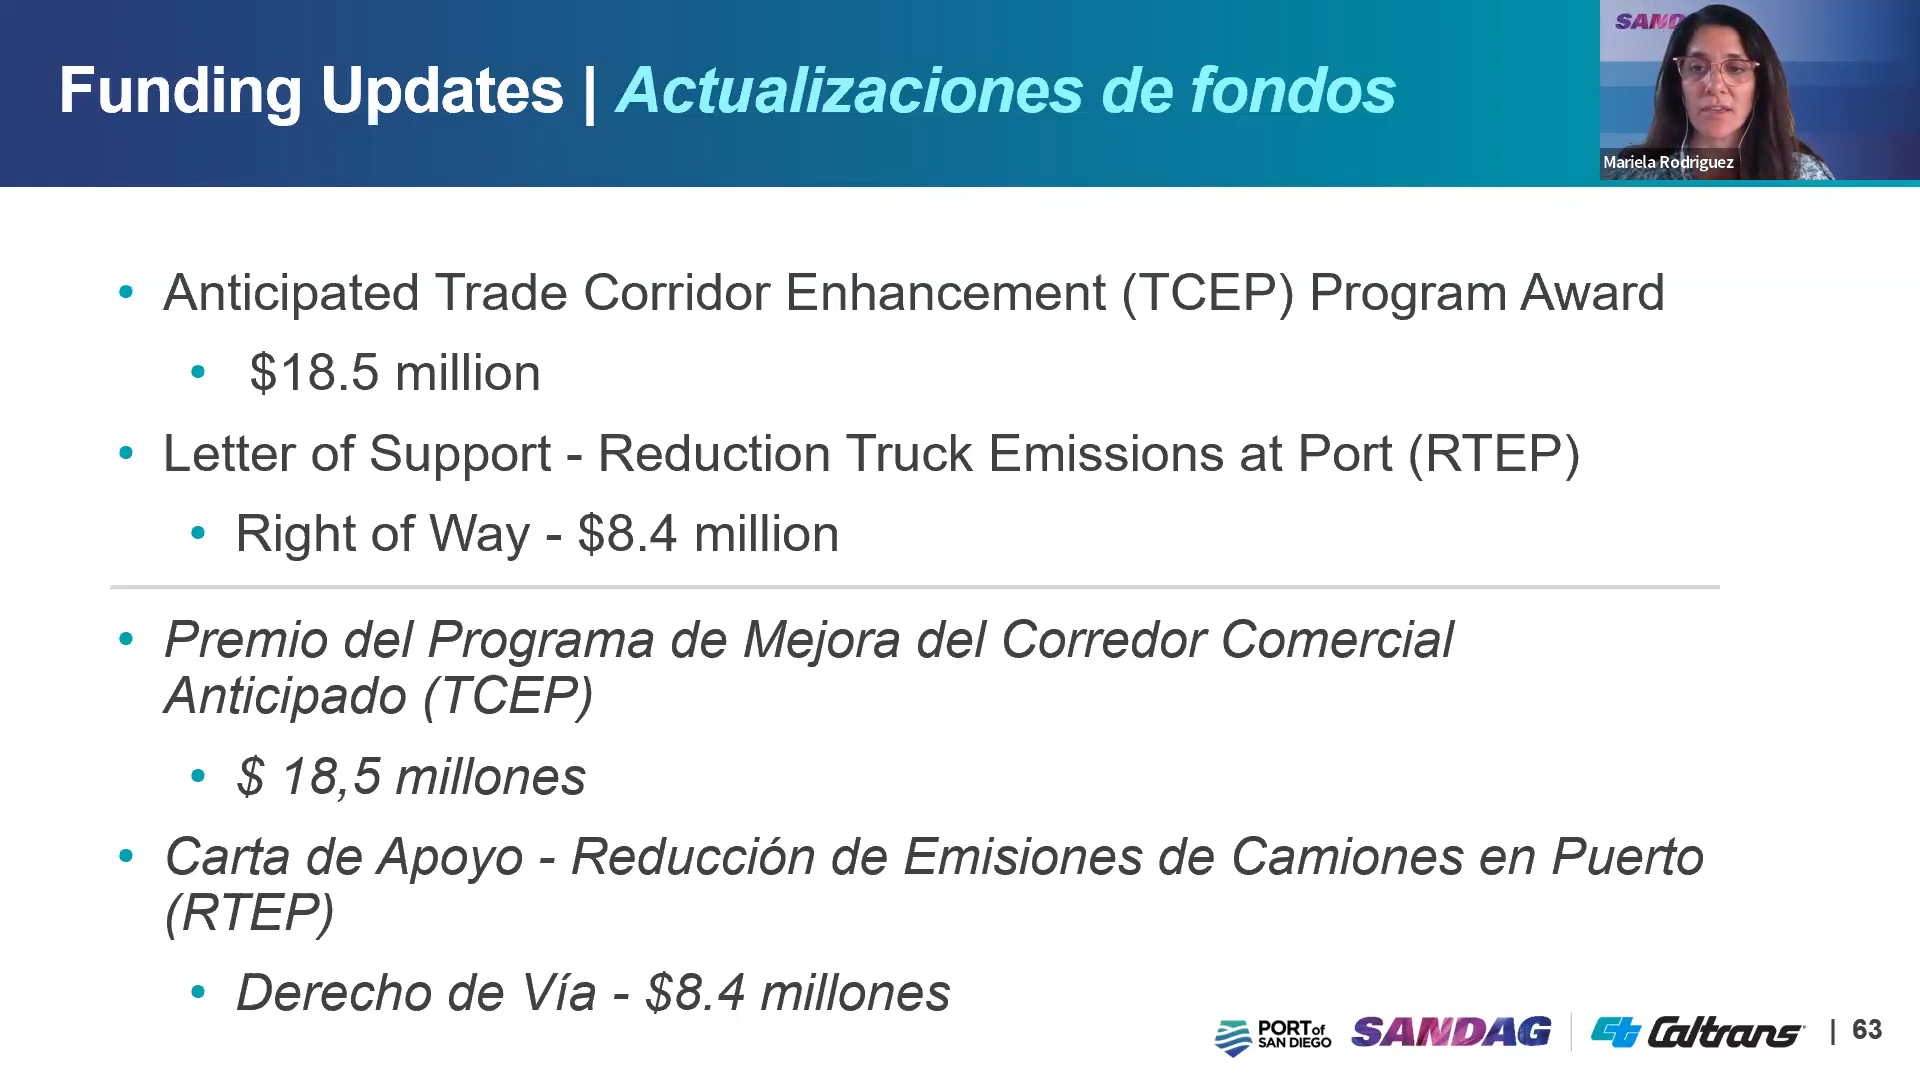 Funding Updates | Actualizaciones de fondos
SANDAG
Mariela Rodriguez
• Anticipated Trade Corridor Enhancement (TCEP) Program Award
• $18.5 million
• Letter of Support - Reduction Truck Emissions at Port (RTEP)
• Right of Way - $8.4 million
• Premio del Programa de Mejora del Corredor Comercial
Anticipado (TCEP)
• $ 18,5 millones
• Carta de Apoyo - Reducción de Emisiones de Camiones en Puerto
(RTEP)
• Derecho de Vía - $8.4 millones
PORT of
SAN DIEGO
SANDAG
ct Caltrans
| 63